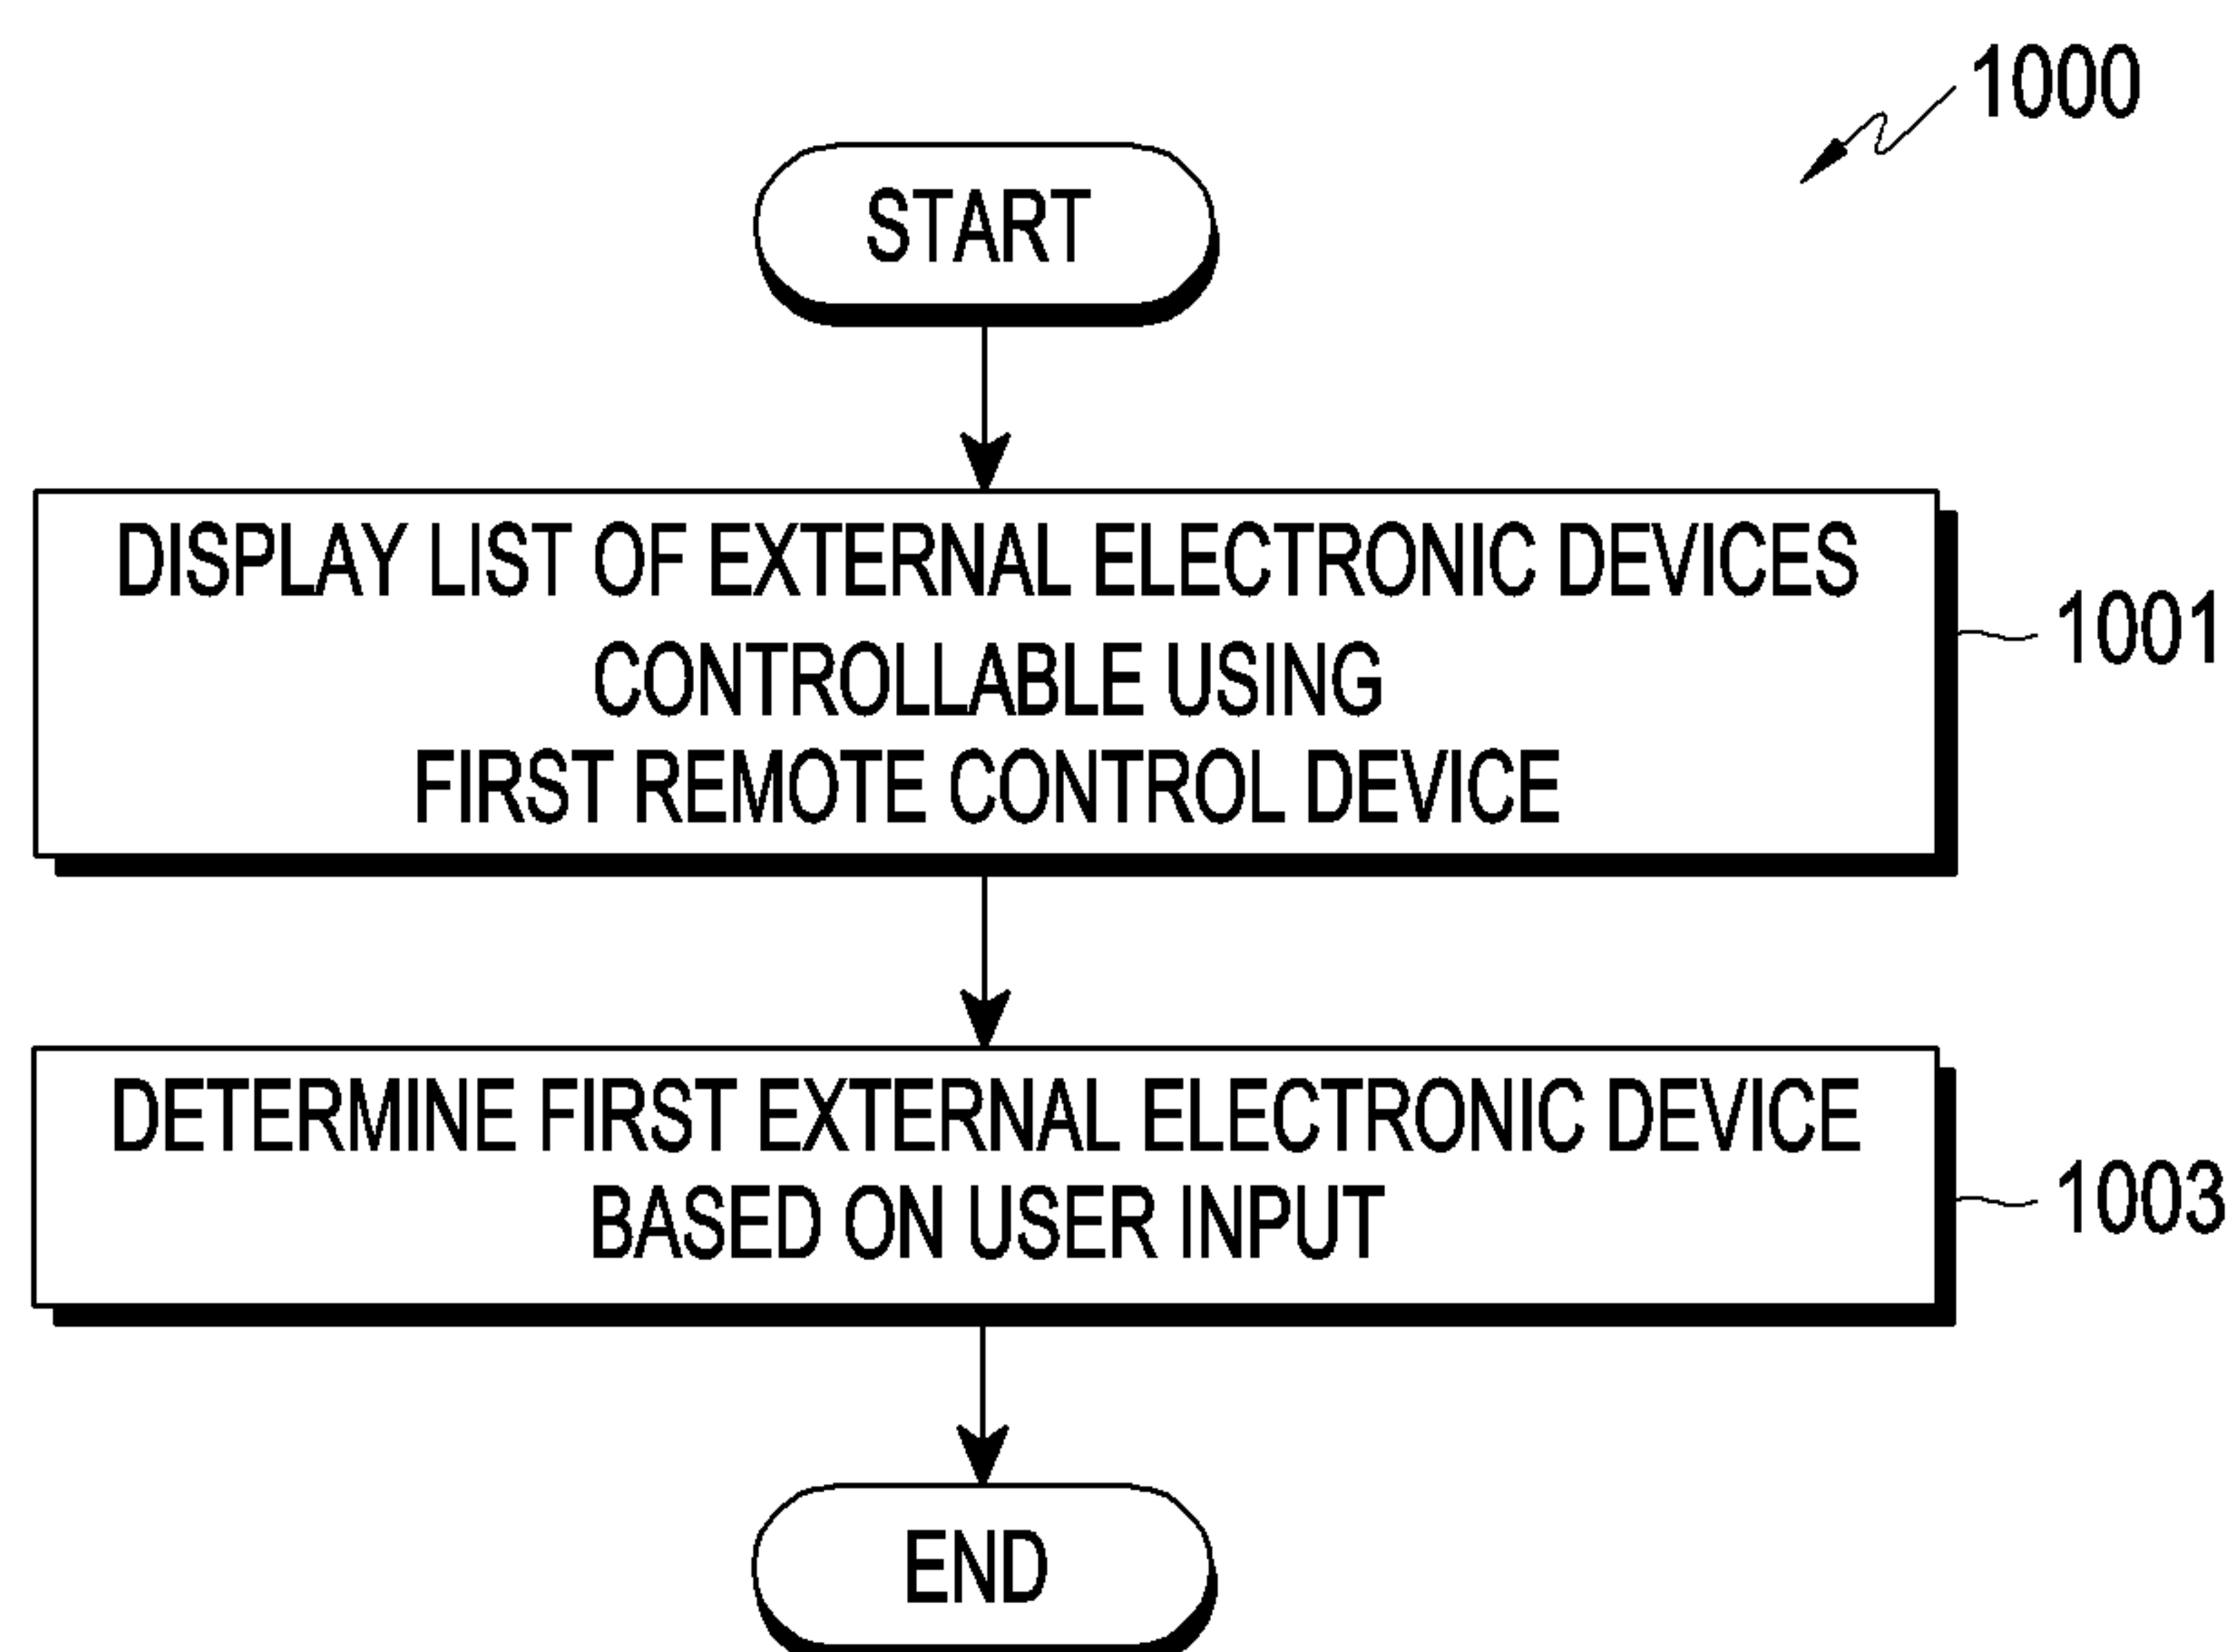 1000
START
DISPLAY LIST OF EXTERNAL ELECTRONIC DEVICES
CONTROLLABLE USING
FIRST REMOTE CONTROL DEVICE
1001
DETERMINE FIRST EXTERNAL ELECTRONIC DEVICE
BASED ON USER INPUT
1003
END